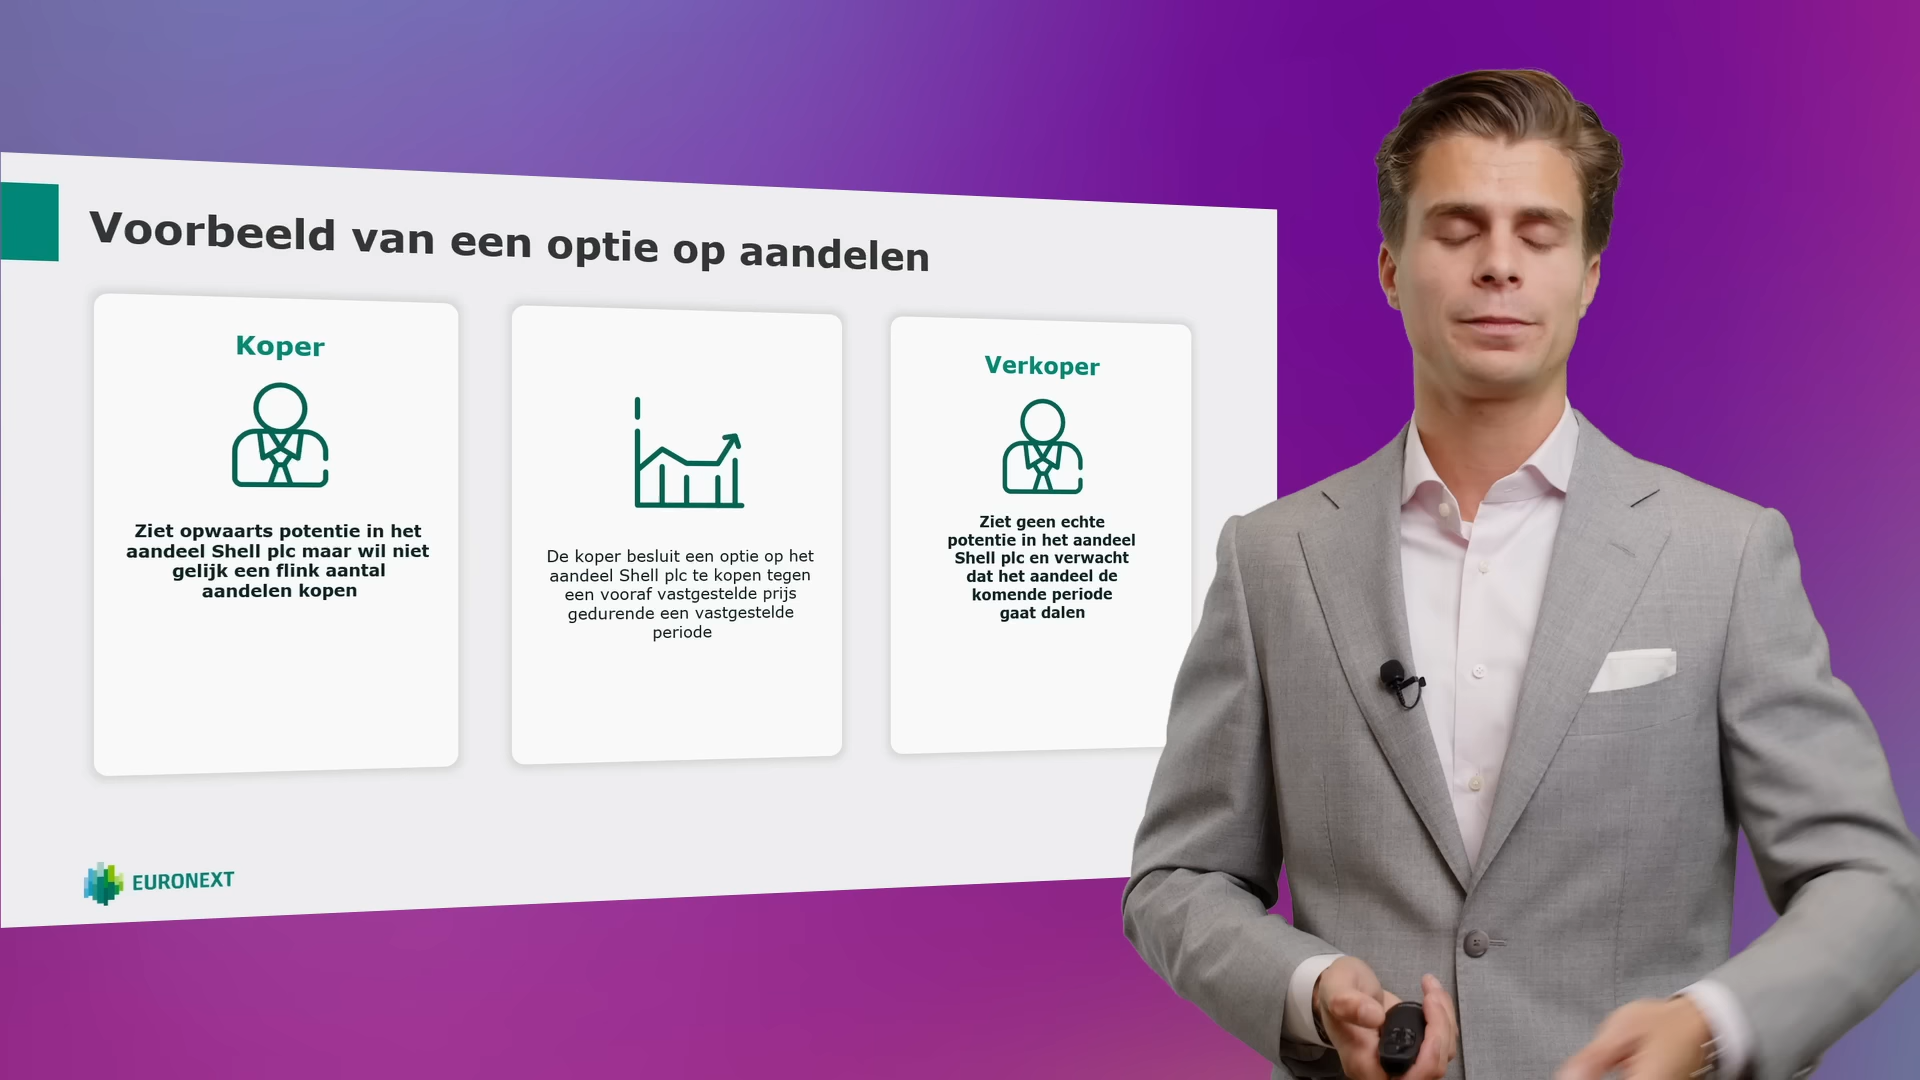 Voorbeeld van een optie op aandelen
Koper
Ziet opwaarts potentie in het
aandeel Shell plc maar wil niet
gelijk een flink aantal
aandelen kopen
De koper besluit een optie op het
aandeel Shell plc te kopen tegen
een vooraf vastgestelde prijs
gedurende een vastgestelde
periode
Verkoper
Ziet geen echte
potentie in het aandeel
Shell plc en verwacht
dat het aandeel de
komende periode
gaat dalen
EURONEXT